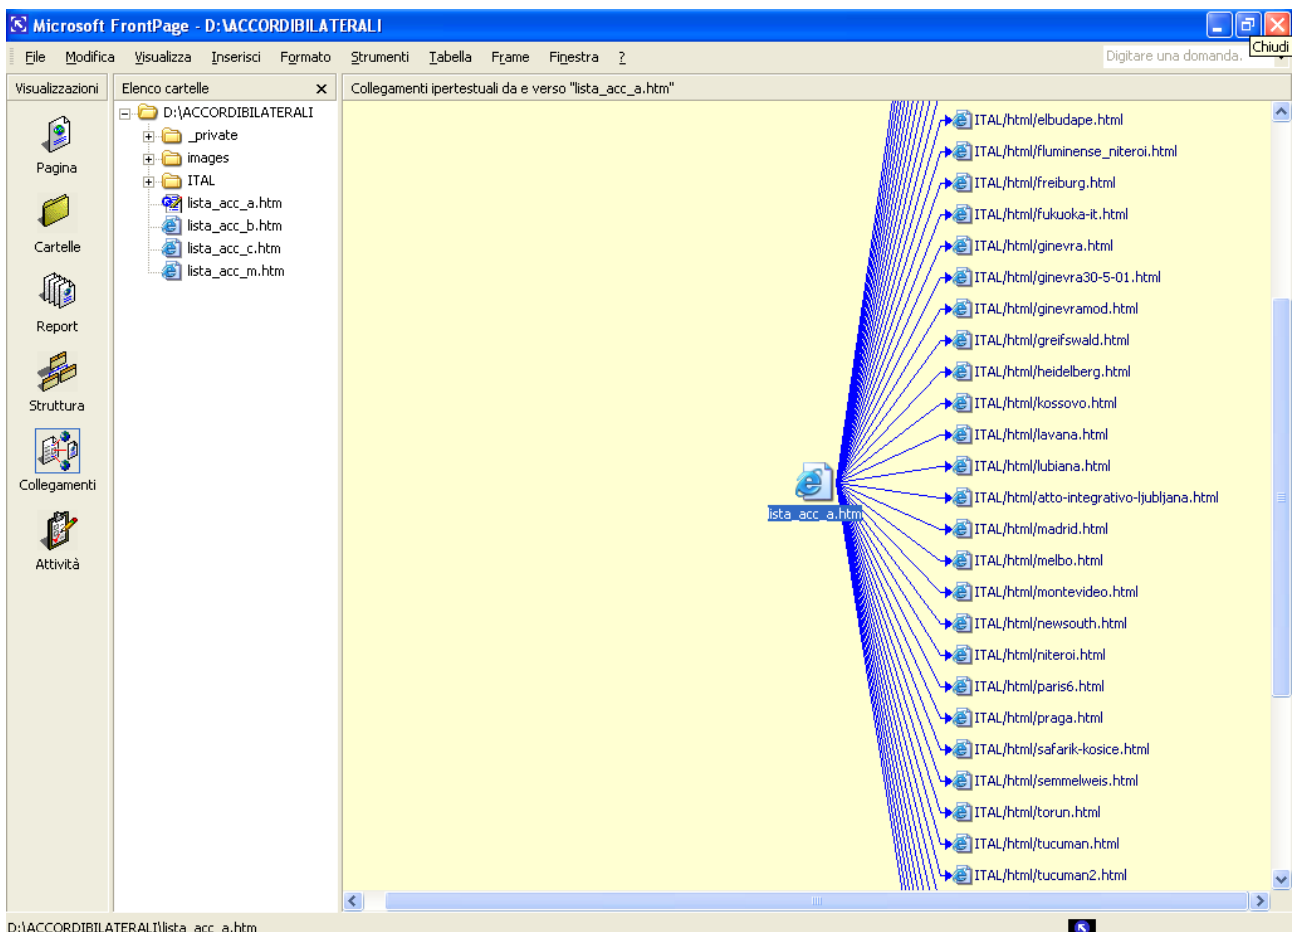 Microsoft FrontPage - D:\ACCORDIBILATERALI
File Modifica Visualizza Inserisci Formato Strumenti Tabella Frame Finestra ? Digitare una domanda.
Chiudi
Visualizzazioni
Elenco cartelle
Collegamenti ipertestuali da e verso "lista_acc_a.htm"
Pagina
Cartelle
Report
Struttura
Collegamenti
Attività
D:\ACCORDIBILATERALI
_private
images
ITAL
lista_acc_a.htm
lista_acc_b.htm
lista_acc_c.htm
lista_acc_m.htm
lista_acc_a.htm
ITAL/html/elbudape.html
ITAL/html/fluminense_niteroi.html
ITAL/html/freiburg.html
ITAL/html/fukuoka-it.html
ITAL/html/ginevra.html
ITAL/html/ginevra30-5-01.html
ITAL/html/ginevramod.html
ITAL/html/greifswald.html
ITAL/html/heidelberg.html
ITAL/html/kossovo.html
ITAL/html/lavana.html
ITAL/html/lubiana.html
ITAL/html/atto-integrativo-ljubljana.html
ITAL/html/madrid.html
ITAL/html/melbo.html
ITAL/html/montevideo.html
ITAL/html/newsouth.html
ITAL/html/niteroi.html
ITAL/html/paris6.html
ITAL/html/praga.html
ITAL/html/safarik-kosice.html
ITAL/html/semmelweis.html
ITAL/html/torun.html
ITAL/html/tucuman.html
ITAL/html/tucuman2.html
D:\ACCORDIBILATERALI\lista_acc_a.htm